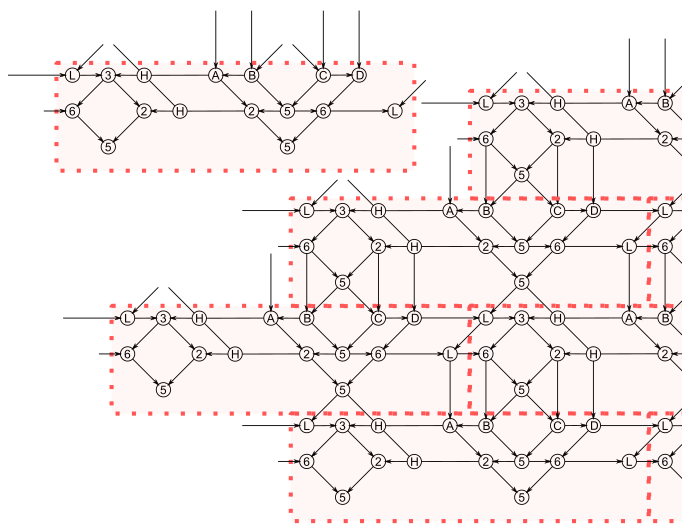 L 3 H A B C D
6 2 H 2 5 6 L
L 3 H A B
6 2 H 2
5 5
5
L 3 H A B C D L
6 2 H 2 5 6 L 6
5 5
L 3 H A B C D L 3 H A B
6 2 H 2 5 6 L 6 2 H 2
5 5 5
L 3 H A B C D L
6 2 H 2 5 6 L 6
5 5